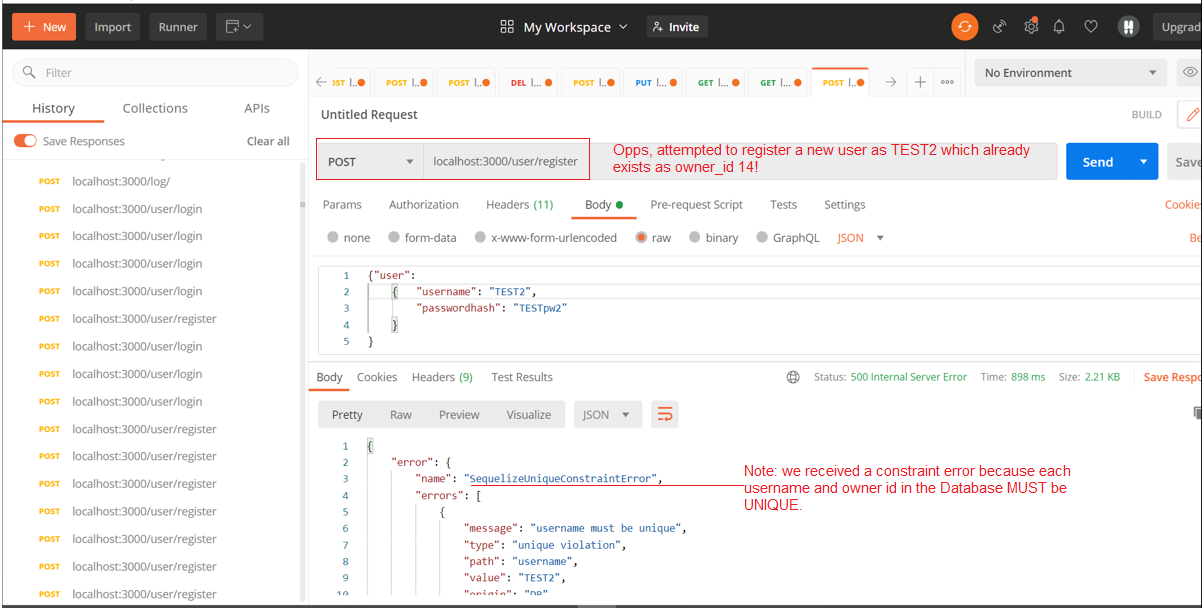 New
Import
Runner
My Workspace
Invite
Upgrad
Filter
History Collections APIs
Save Responses Clear all
POST localhost:3000/log/
POST localhost:3000/user/login
POST localhost:3000/user/login
POST localhost:3000/user/login
POST localhost:3000/user/login
POST localhost:3000/user/register
POST localhost:3000/user/login
POST localhost:3000/user/login
POST localhost:3000/user/login
POST localhost:3000/user/register
POST localhost:3000/user/register
POST localhost:3000/user/register
POST localhost:3000/user/register
POST localhost:3000/user/register
POST localhost:3000/user/register
POST localhost:3000/user/register
OST l... POST l... POST l... DEL l... POST l... PUT l... GET l... GET l... POST l...
No Environment
Untitled Request
BUILD
POST localhost:3000/user/register
Opps, attempted to register a new user as TEST2 which already
exists as owner_id 14!
Send
Save
Params Authorization Headers (11) Body Pre-request Script Tests Settings
Cookies
none form-data x-www-form-urlencoded raw binary GraphQL JSON
Be
1 {"user":
2 { "username": "TEST2",
3 "passwordhash": "TESTpw2"
4 }
5 }
Body Cookies Headers (9) Test Results
Status: 500 Internal Server Error Time: 898 ms Size: 2.21 KB
Save Respo
Pretty Raw Preview Visualize JSON
1 {
2 "error": {
3 "name": "SequelizeUniqueConstraintError",
4 "errors": [
5 {
6 "message": "username must be unique",
7 "type": "unique violation",
8 "path": "username",
9 "value": "TEST2",
10 "origin": "DB"
Note: we received a constraint error because each
username and owner id in the Database MUST be
UNIQUE.